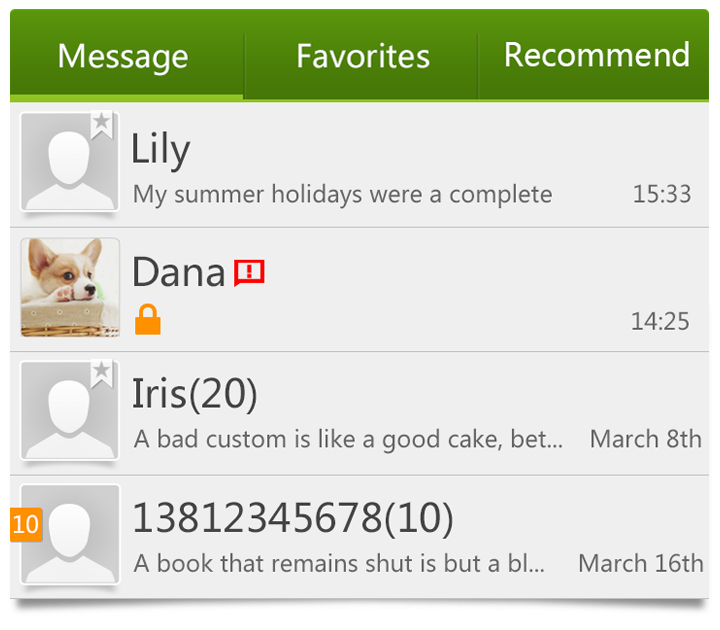 Message Favorites Recommend
Lily
My summer holidays were a complete 15:33
Dana
14:25
Iris(20)
A bad custom is like a good cake, bet... March 8th
10
13812345678(10)
A book that remains shut is but a bl... March 16th